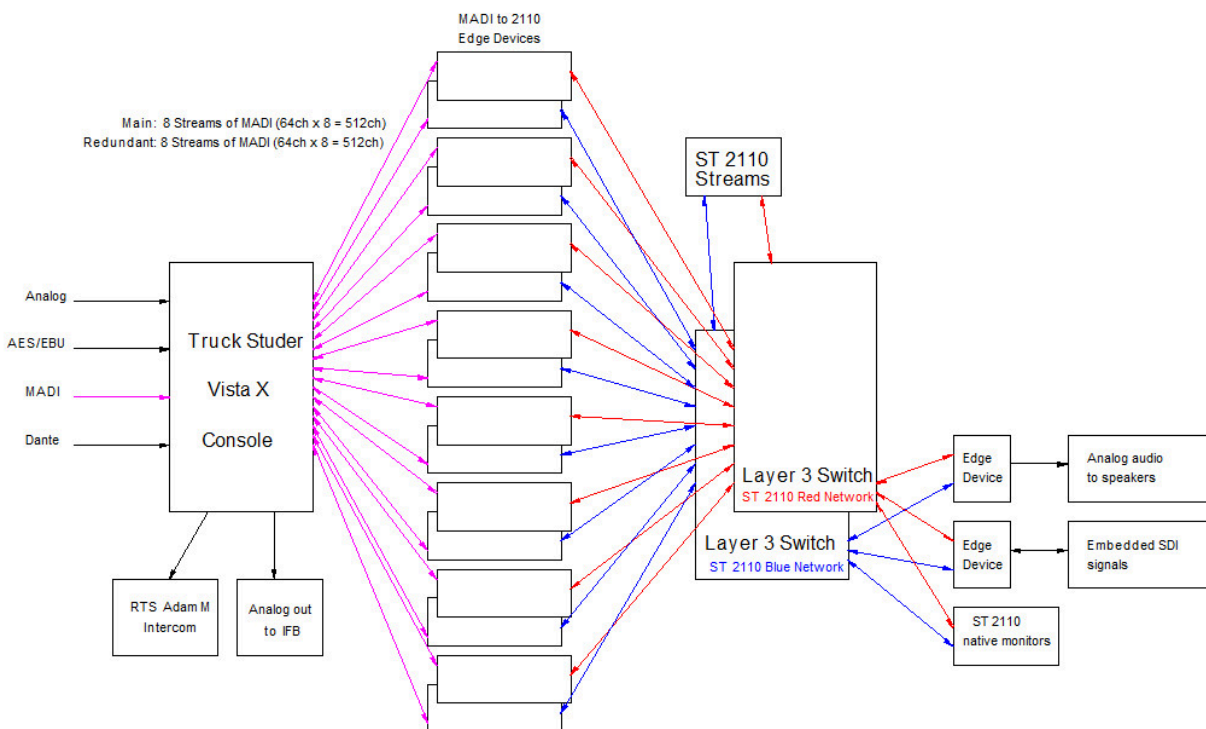 MADI to 2110
Edge Devices
Main: 8 Streams of MADI (64ch x 8 = 512ch)
Redundant: 8 Streams of MADI (64ch x 8 = 512ch)
ST 2110
Streams
Analog
AES/EBU
MADI
Dante
Truck Studer
Vista X
Console
Layer 3 Switch
ST 2110 Red Network
Layer 3 Switch
ST 2110 Blue Network
Edge
Device
Analog audio
to speakers
Edge
Device
Embedded SDI
signals
ST 2110
native monitors
RTS Adam M
Intercom
Analog out
to IFB